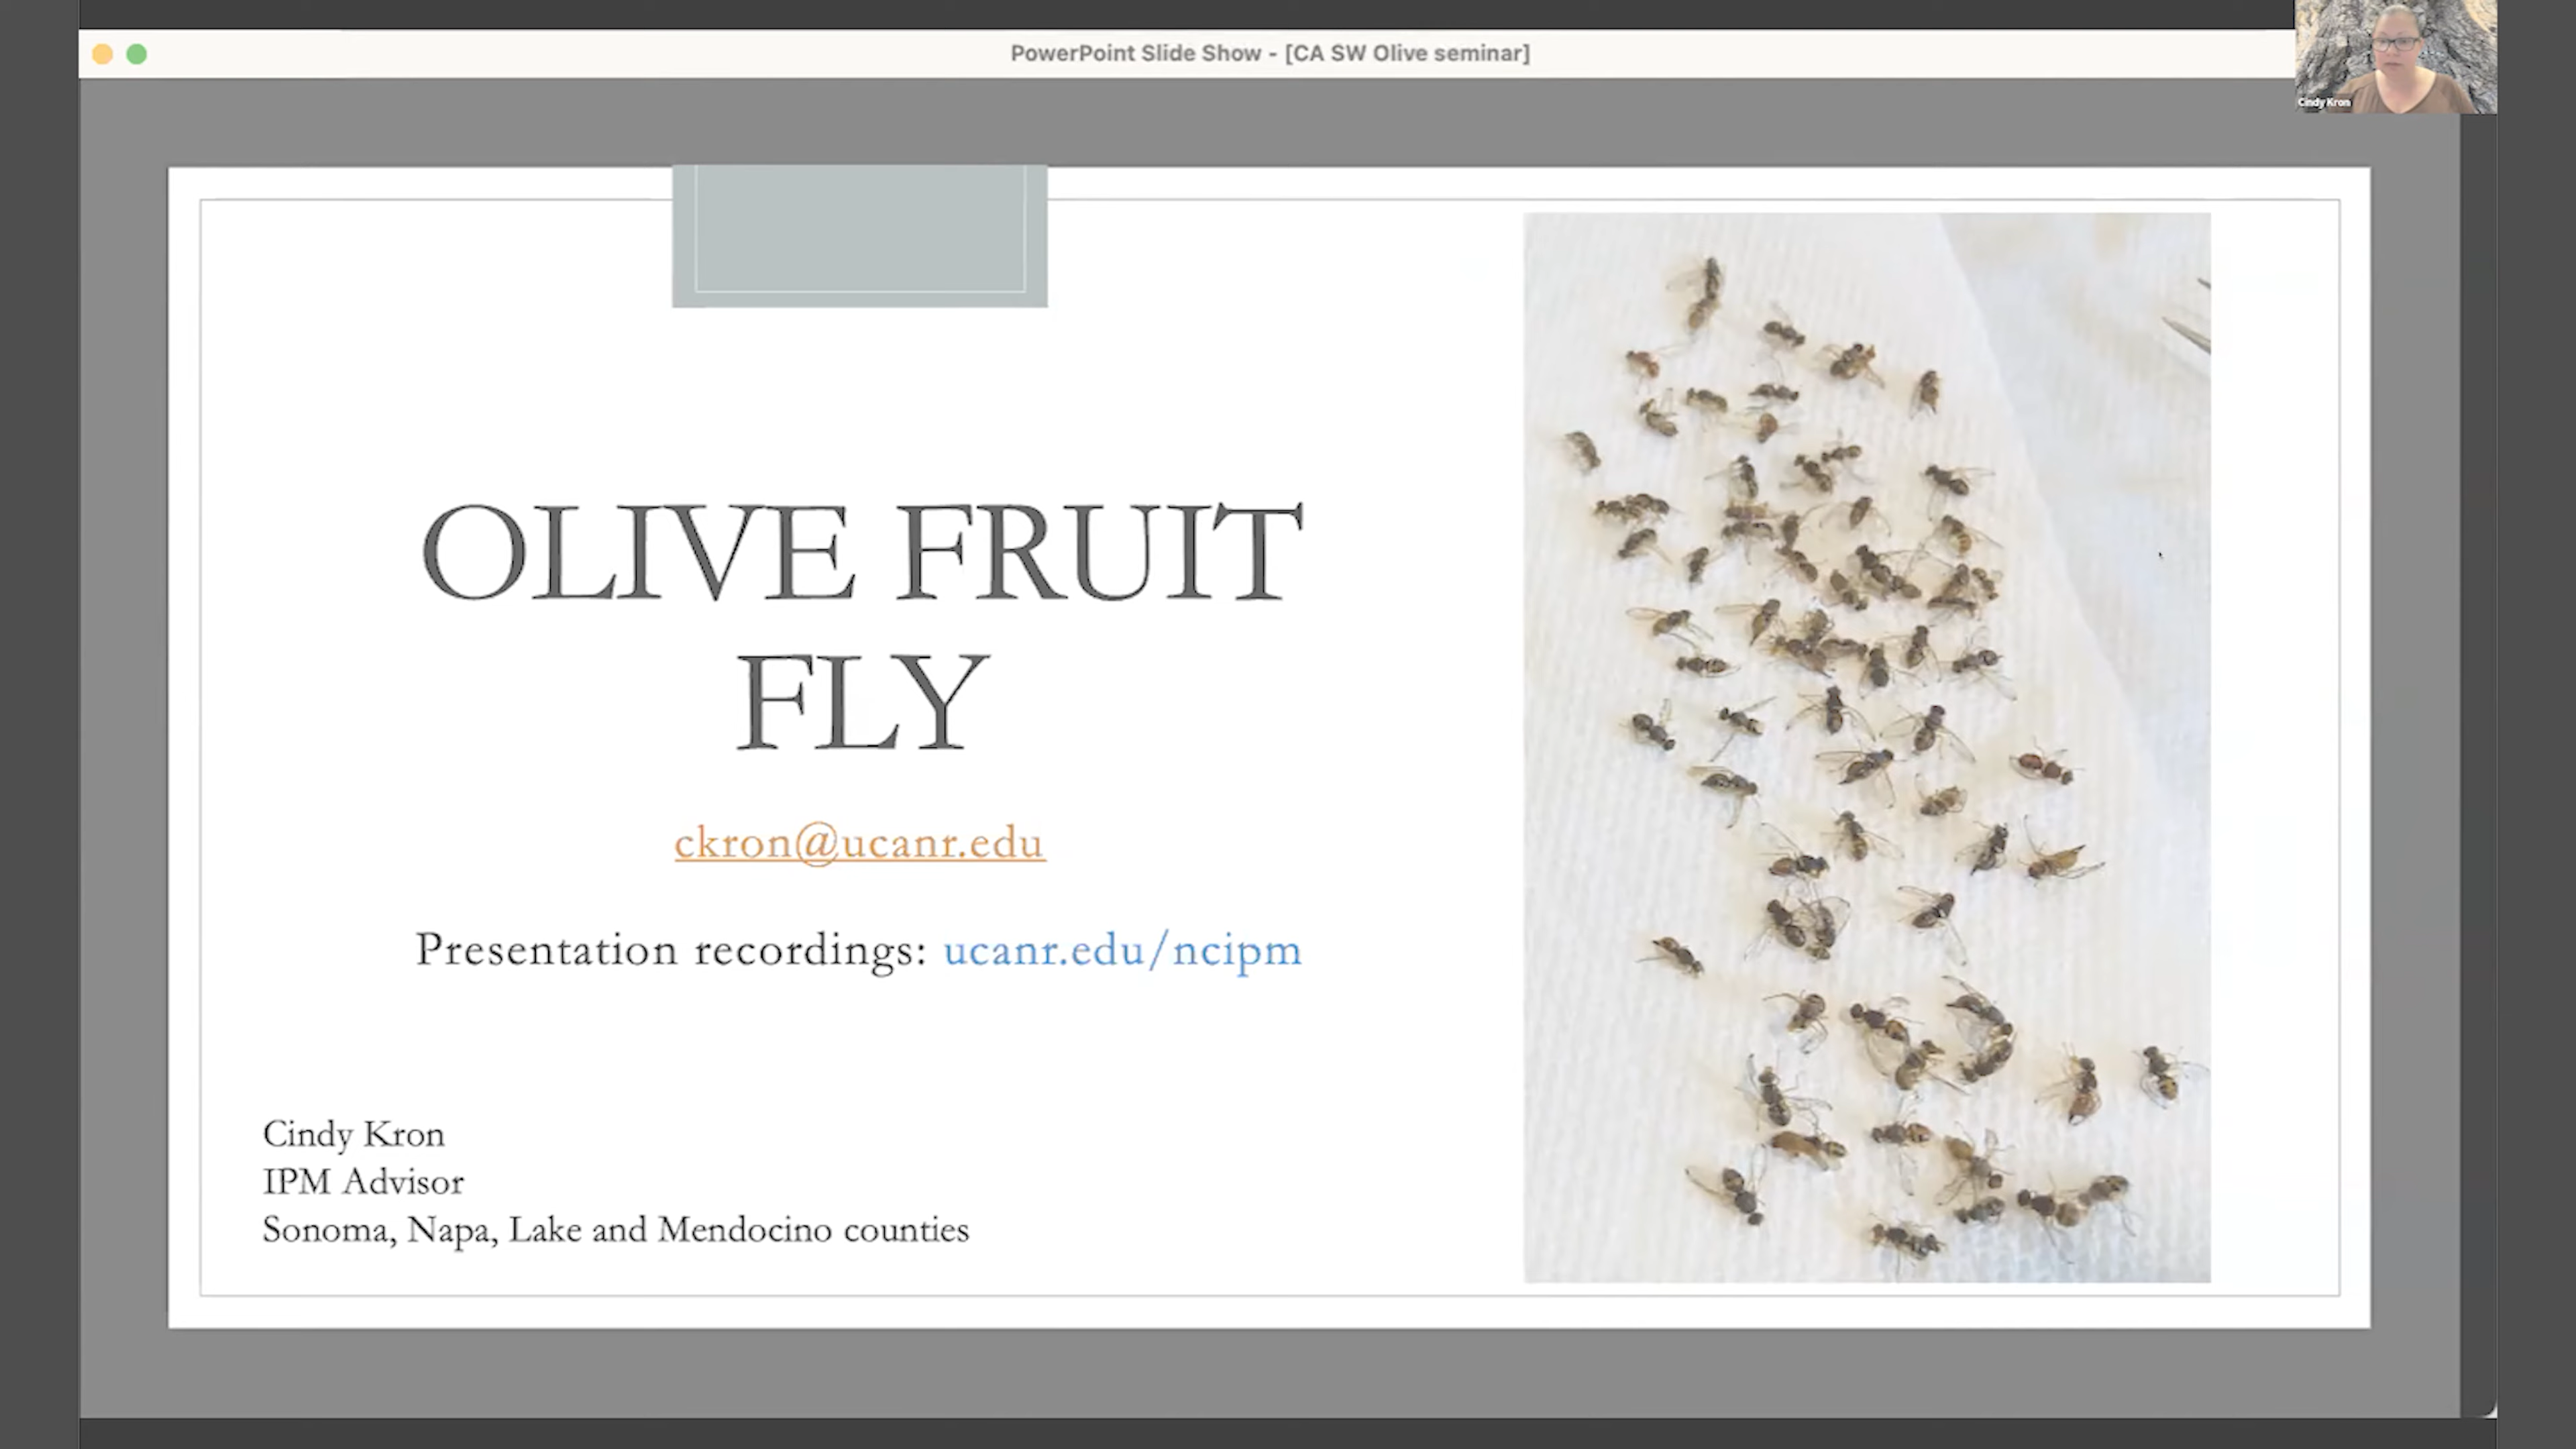 PowerPoint Slide Show - [CA SW Olive seminar]
Cindy Kron
OLIVE FRUIT
FLY
ckron@ucanr.edu
Presentation recordings: ucanr.edu/ncipm
Cindy Kron
IPM Advisor
Sonoma, Napa, Lake and Mendocino counties